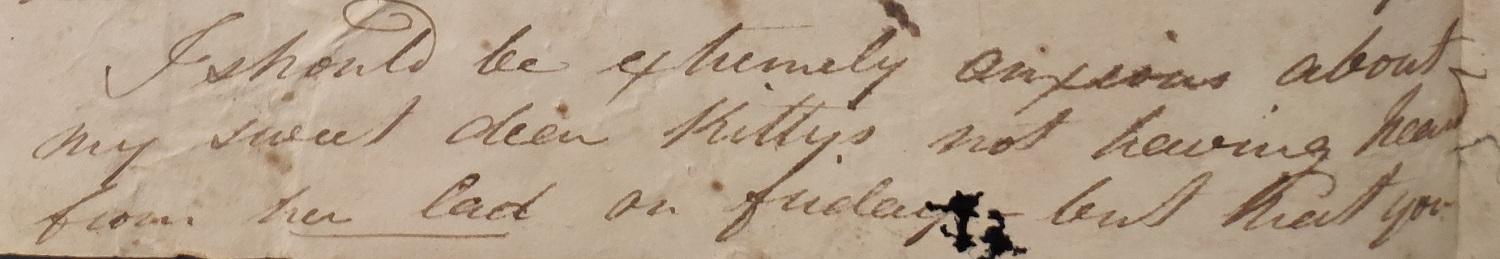 I should be extremely anxious about
my sweet dear Kittys not having heard
from her lad on friday - but that you